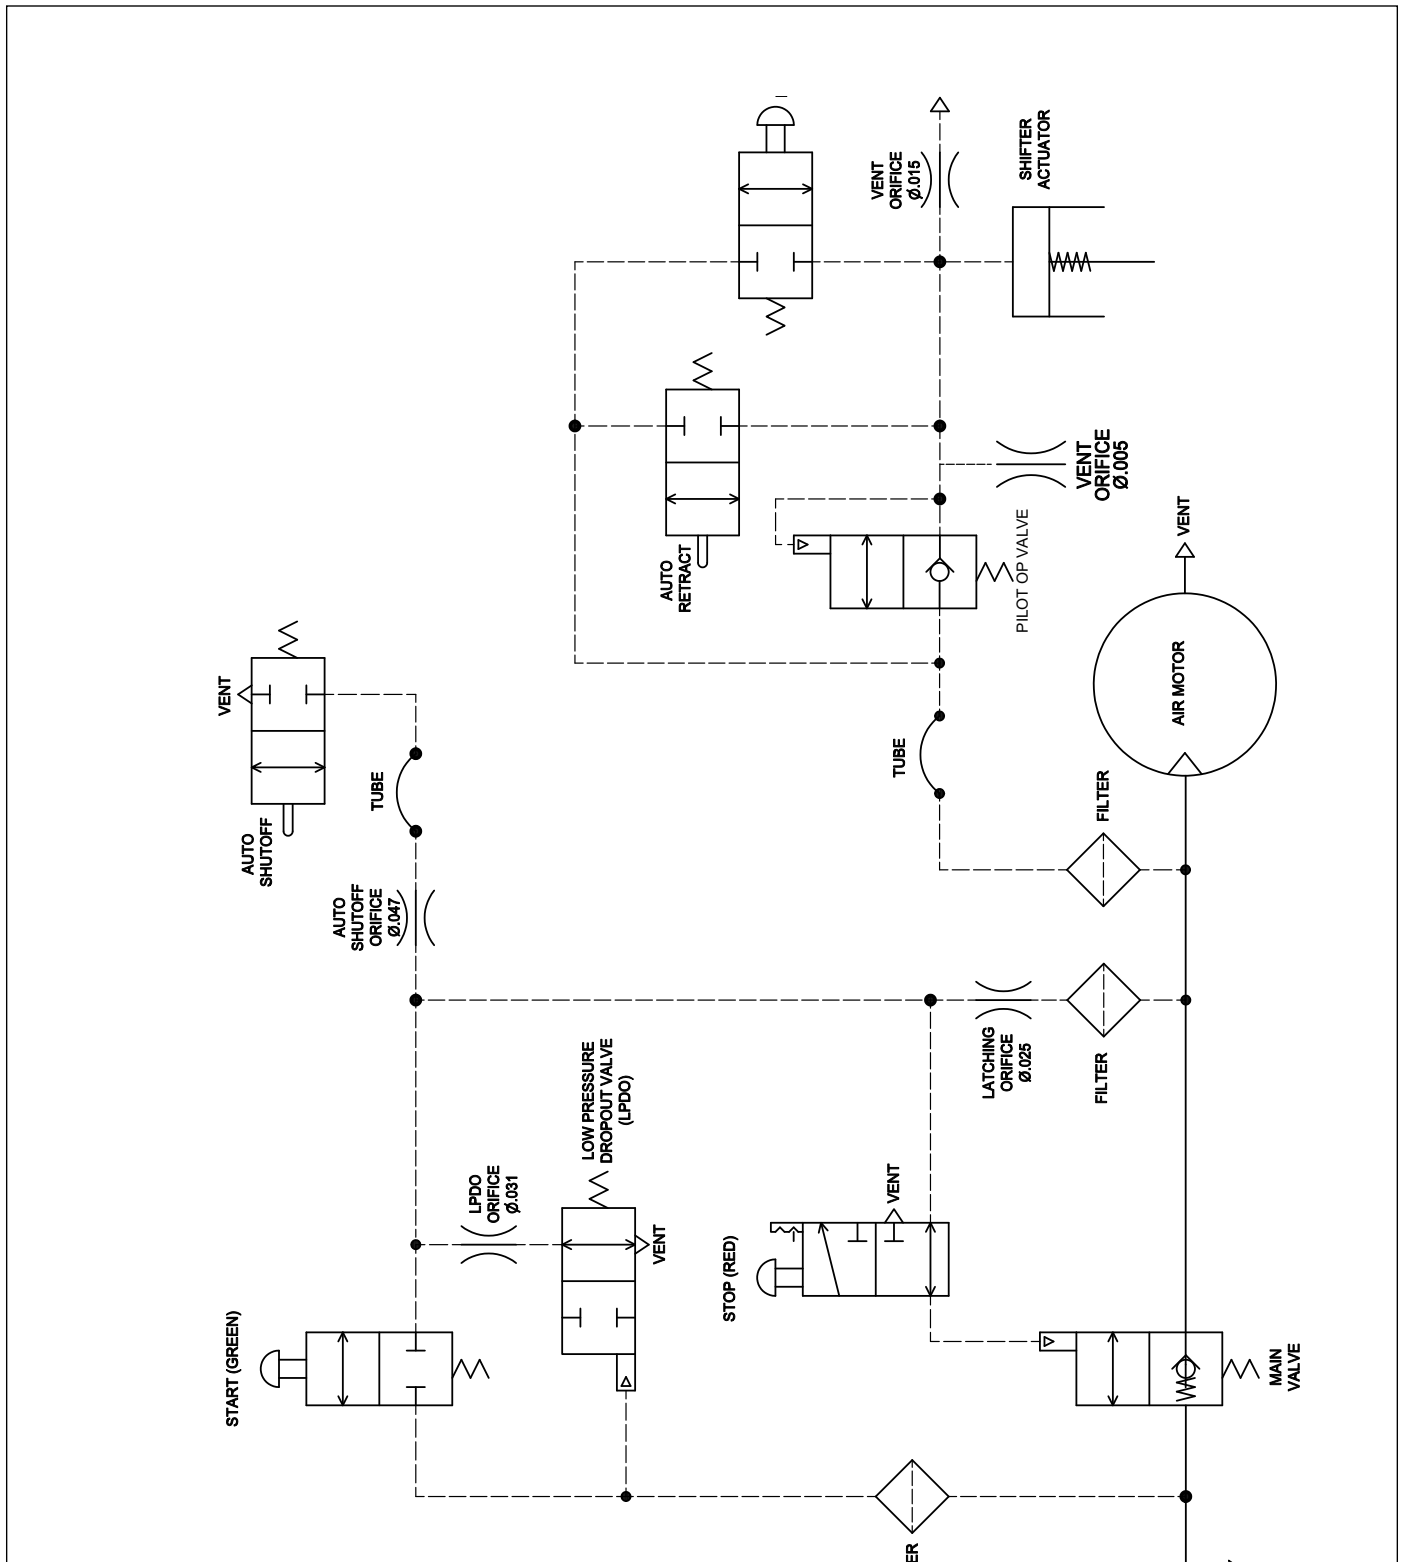 VENT
ORIFICE
Ø.015
SHIFTER
ACTUATOR
VENT
ORIFICE
Ø.005
AUTO
RETRACT
PILOT OP VALVE
VENT
AIR MOTOR
VENT
TUBE
AUTO
SHUTOFF
TUBE
FILTER
AUTO
SHUTOFF
ORIFICE
Ø.047
LATCHING
ORIFICE
Ø.025
FILTER
LOW PRESSURE
DROPOUT VALVE
(LPDO)
LPDO
ORIFICE
Ø.031
VENT
VENT
STOP (RED)
START (GREEN)
MAIN
VALVE